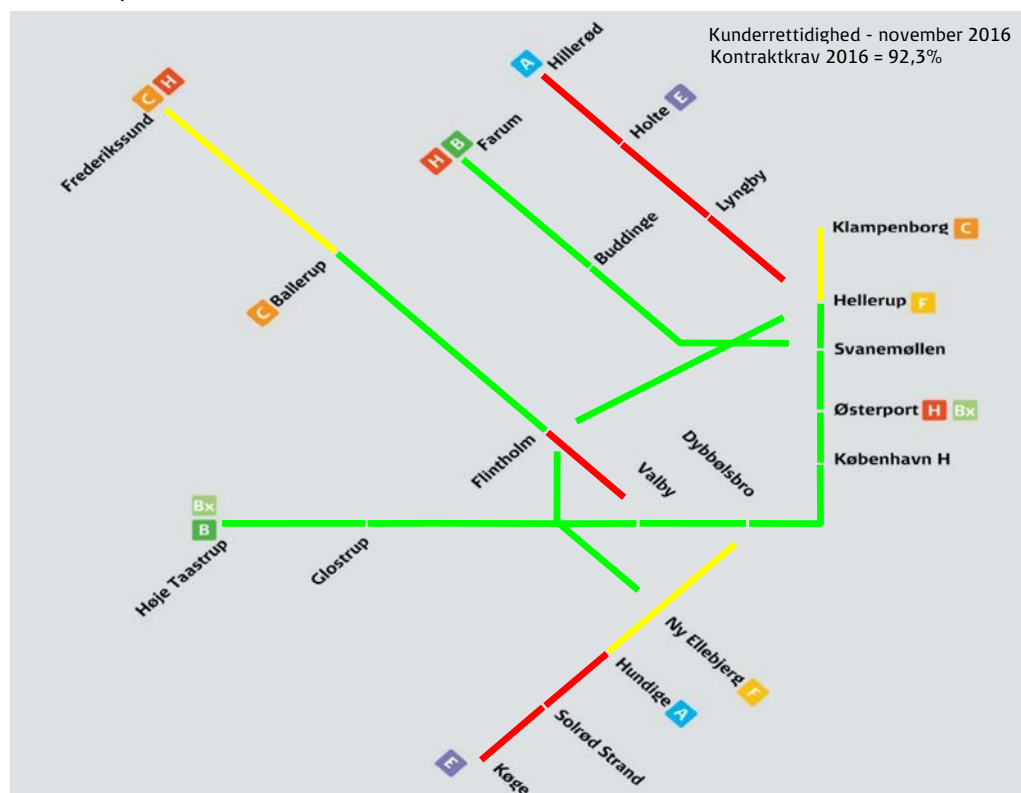 Kunderrettidighed - november 2016
Kontraktkrav 2016 = 92,3%
A Hillerød
C H
Frederikssund
Holte E
H B Farum
Lyngby
Buddinge
Klampenborg C
C Ballerup
Hellerup F
Svanemøllen
Østerport H Bx
Flintholm
Valby
Dybbølsbro
København H
Bx
B
Høje Taastrup
Glostrup
Ny Ellebjerg F
Hundige A
Solrød Strand
E Køge